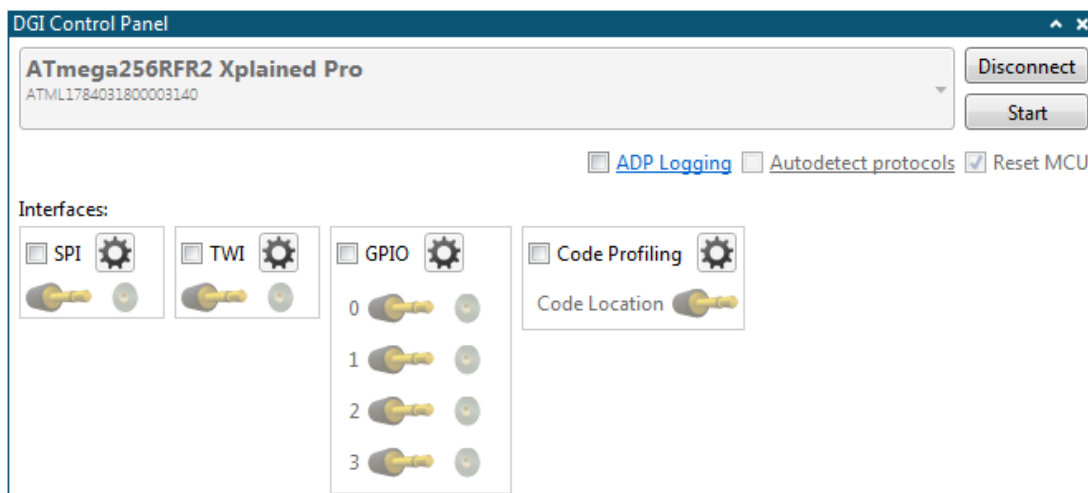 DGI Control Panel
ATmega256RFR2 Xplained Pro
ATML1784031800003140
Disconnect
Start
ADP Logging Autodetect protocols Reset MCU
Interfaces:
SPI TWI GPIO Code Profiling
0 Code Location
1
2
3